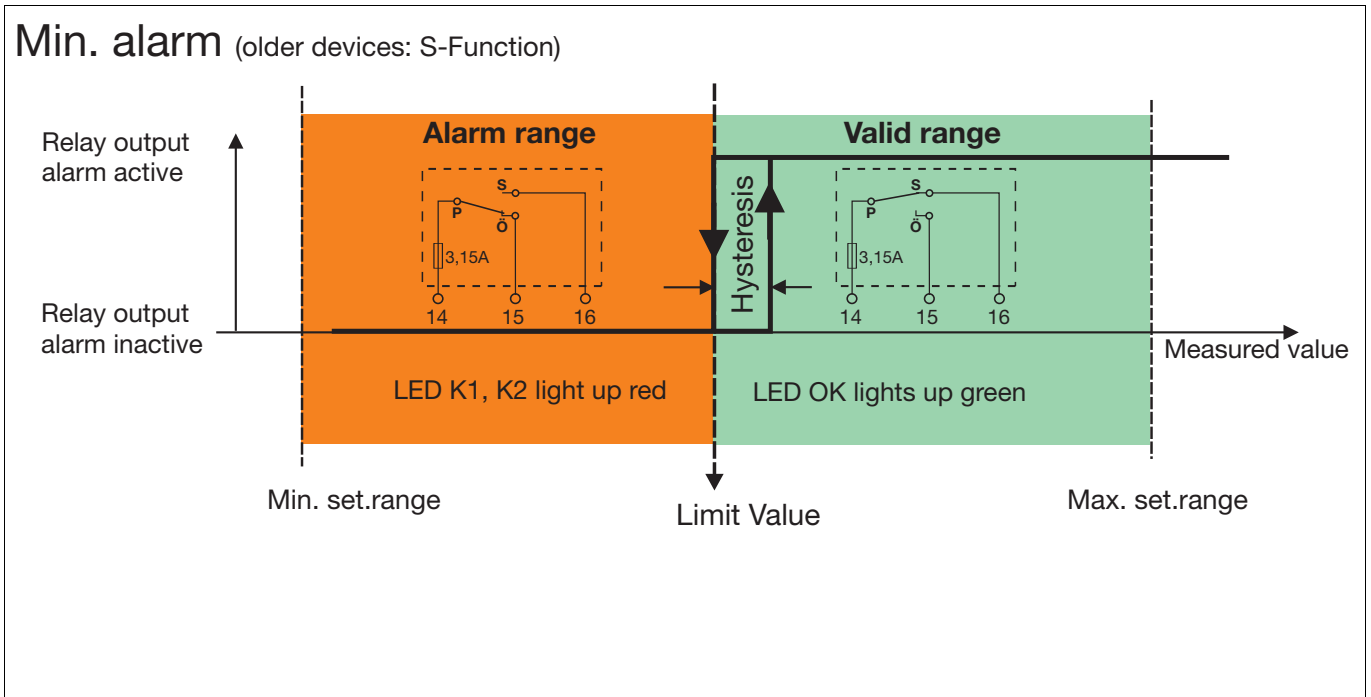 Min. alarm (older devices: S-Function)
Relay output
alarm active
Alarm range
Valid range
S
P
Ö
3,15A
14 15 16
Hysteresis
S
P
Ö
3,15A
14 15 16
Relay output
alarm inactive
Measured value
LED K1, K2 light up red
LED OK lights up green
Min. set.range
Limit Value
Max. set.range